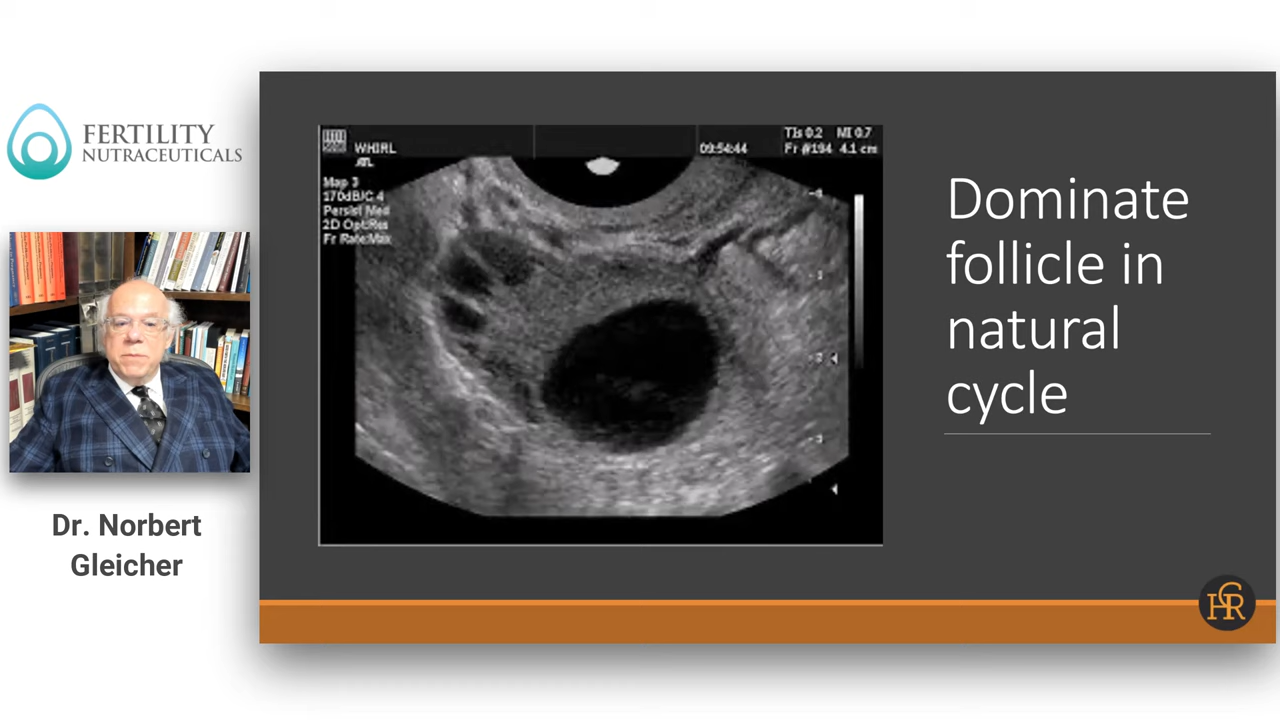 FERTILITY
NUTRACEUTICALS
Dr. Norbert
Gleicher
WHIRL
ATL
09:54:44
TIs 0.2 MI 0.7
Fr #194 4.1 cm
Map 3
170dB/C 4
Persist Med
2D Opt:Res
Fr Rate:Max
Dominate
follicle in
natural
cycle
CHR